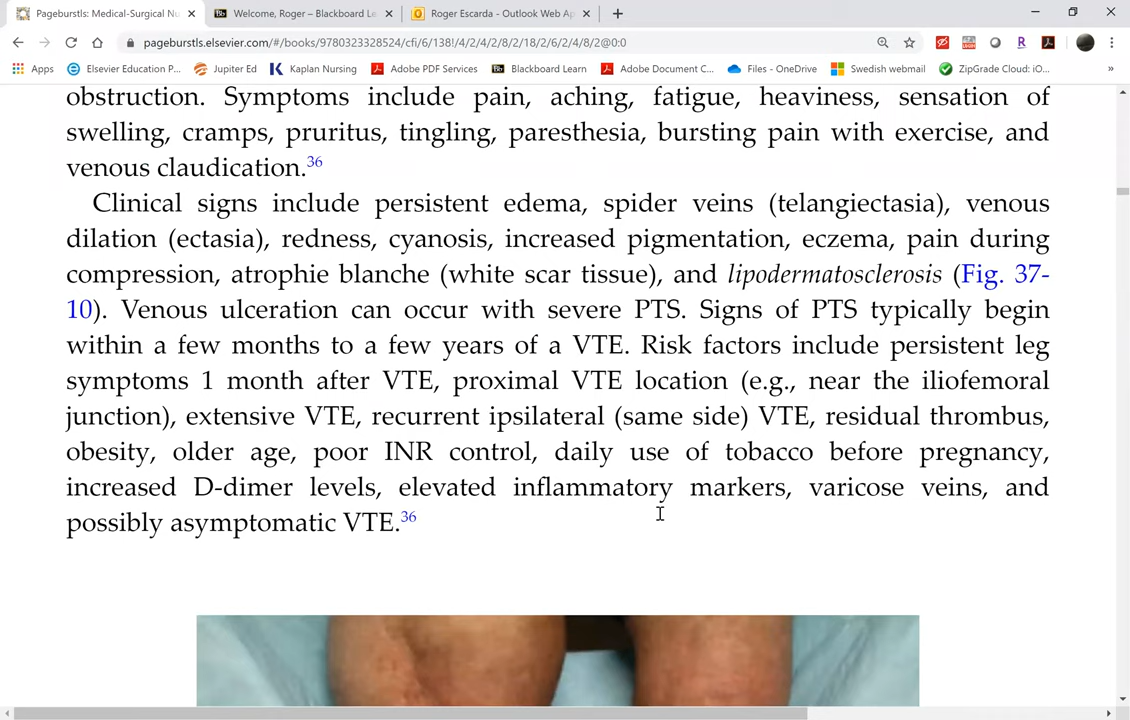 Pageburstls: Medical-Surgical Nu
Welcome, Roger – Blackboard Le
Roger Escarda - Outlook Web Ap
pageburstls.elsevier.com/#/books/9780323328524/cfi/6/138!/4/2/4/2/8/2/18/2/6/2/4/8/2@0:0
Apps
Elsevier Education P...
Jupiter Ed
Kaplan Nursing
Adobe PDF Services
Blackboard Learn
Adobe Document C...
Files - OneDrive
Swedish webmail
ZipGrade Cloud: iO...
»
obstruction. Symptoms include pain, aching, fatigue, heaviness, sensation of
swelling, cramps, pruritus, tingling, paresthesia, bursting pain with exercise, and
venous claudication.36
Clinical signs include persistent edema, spider veins (telangiectasia), venous
dilation (ectasia), redness, cyanosis, increased pigmentation, eczema, pain during
compression, atrophie blanche (white scar tissue), and lipodermatosclerosis (Fig. 37-
10). Venous ulceration can occur with severe PTS. Signs of PTS typically begin
within a few months to a few years of a VTE. Risk factors include persistent leg
symptoms 1 month after VTE, proximal VTE location (e.g., near the iliofemoral
junction), extensive VTE, recurrent ipsilateral (same side) VTE, residual thrombus,
obesity, older age, poor INR control, daily use of tobacco before pregnancy,
increased D-dimer levels, elevated inflammatory markers, varicose veins, and
possibly asymptomatic VTE.36